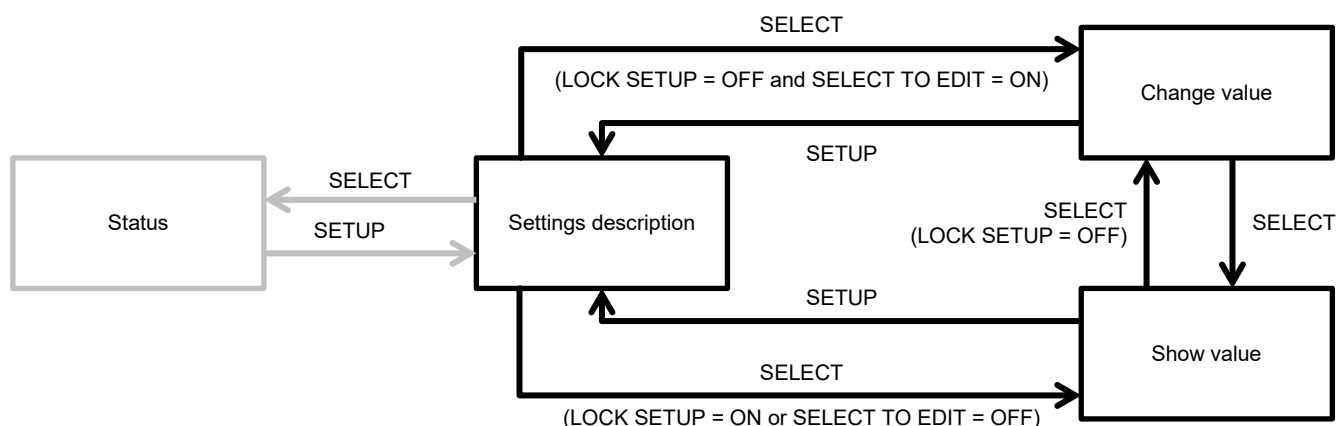 SELECT
(LOCK SETUP = OFF and SELECT TO EDIT = ON)
Change value
SETUP
SELECT
Status
SETUP
Settings description
SELECT
(LOCK SETUP = OFF)
SELECT
SETUP
Show value
SELECT
(LOCK SETUP = ON or SELECT TO EDIT = OFF)